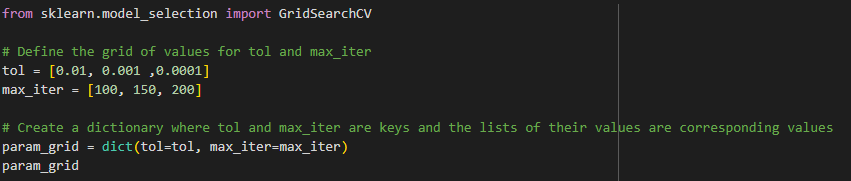 from sklearn.model_selection import GridSearchCV
# Define the grid of values for tol and max_iter
tol = [0.01, 0.001 ,0.0001]
max_iter = [100, 150, 200]
# Create a dictionary where tol and max_iter are keys and the lists of their values are corresponding values
param_grid = dict(tol=tol, max_iter=max_iter)
param_grid